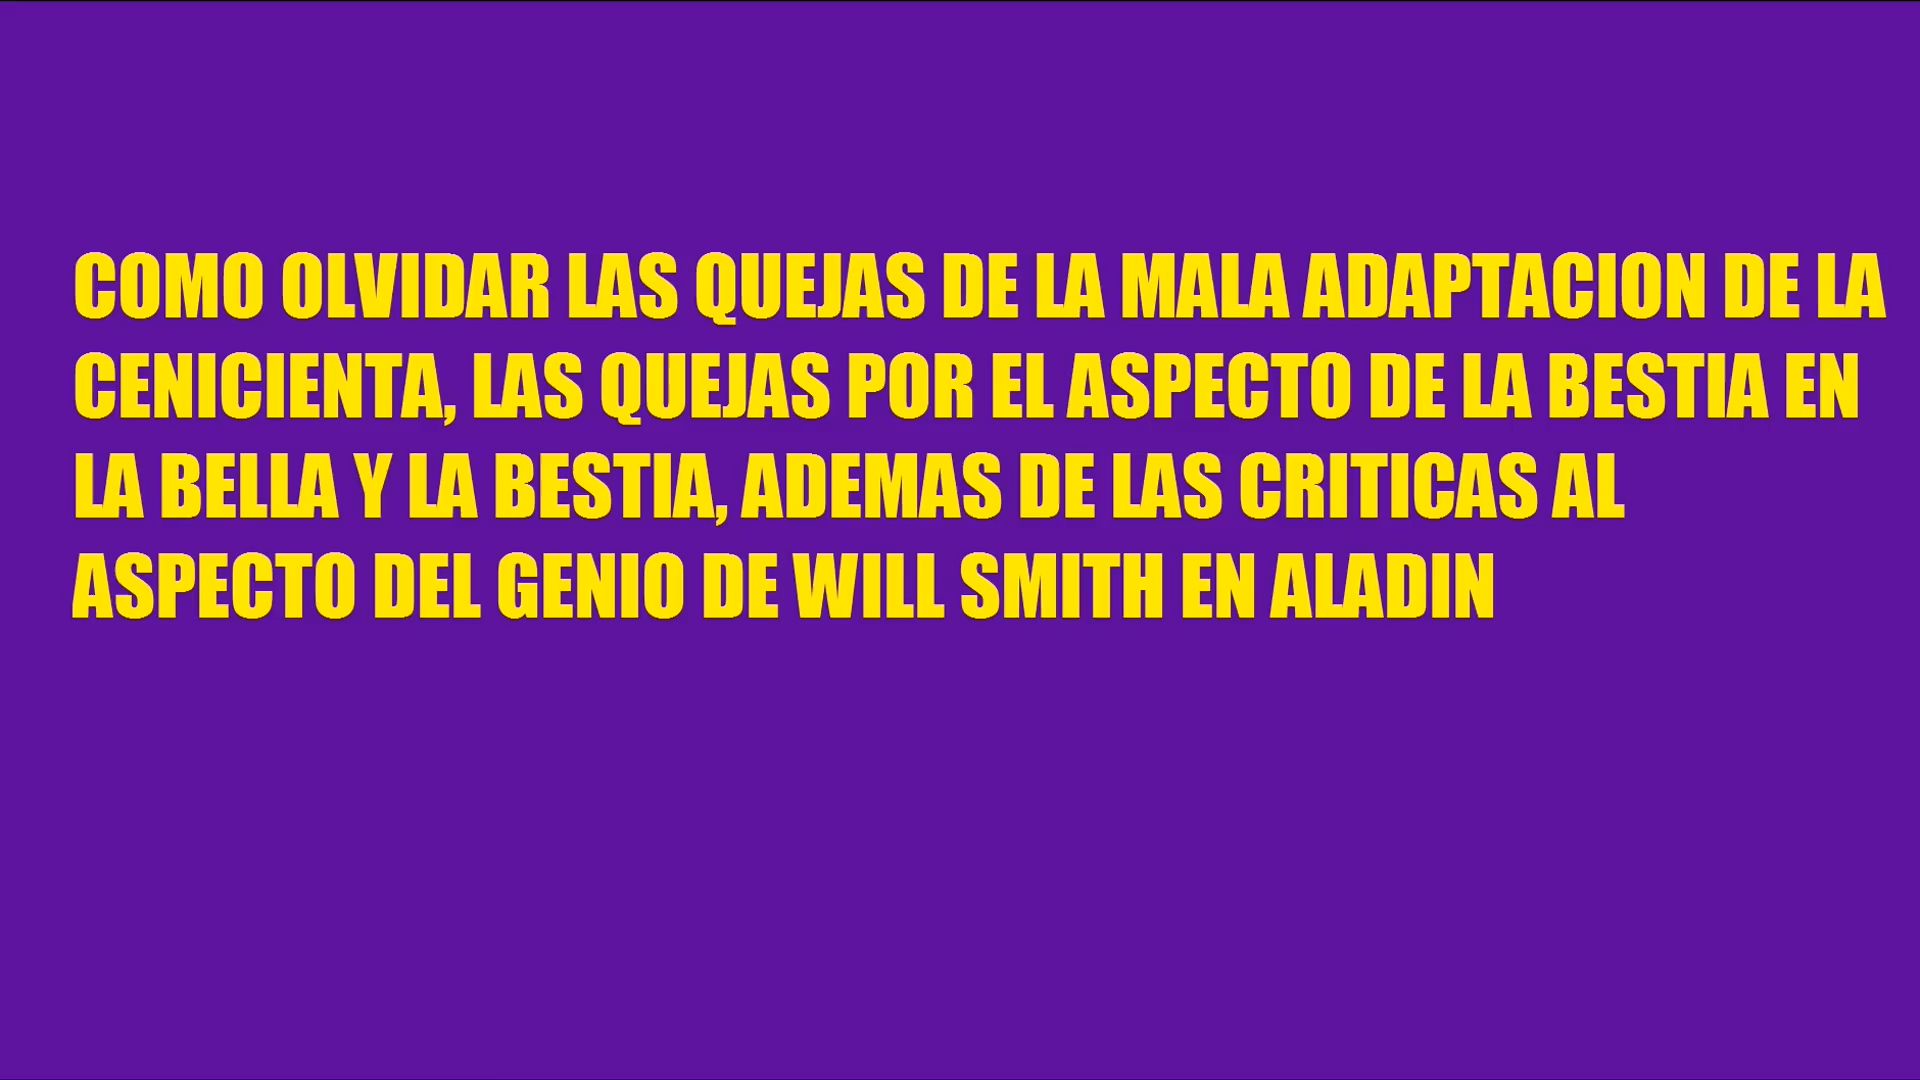 COMO OLVIDAR LAS QUEJAS DE LA MALA ADAPTACION DE LA
CENICIENTA, LAS QUEJAS POR EL ASPECTO DE LA BESTIA EN
LA BELLA Y LA BESTIA, ADEMAS DE LAS CRITICAS AL
ASPECTO DEL GENIO DE WILL SMITH EN ALADIN